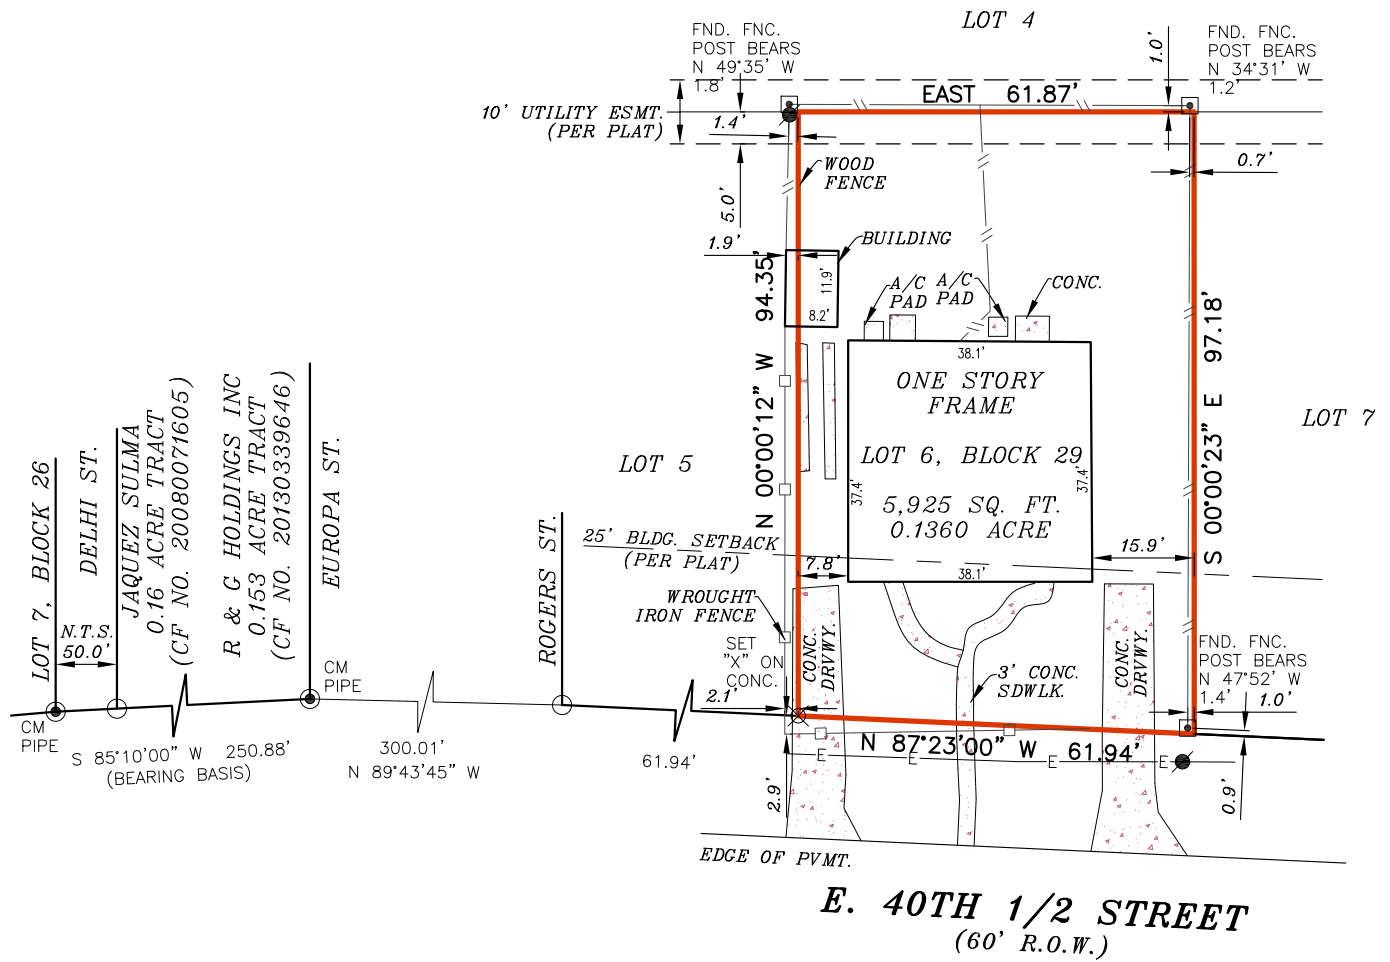 LOT 4
FND. FNC.
POST BEARS
N 49°35' W
1.8'
1.0'
FND. FNC.
POST BEARS
N 34°31' W
1.2'
EAST 61.87'
10' UTILITY ESMT.
(PER PLAT)
1.4'
0.7'
WOOD
FENCE
5.0'
1.9'
BUILDING
11.9'
8.2'
A/C
PAD
A/C
PAD
CONC.
N 00°00'12" W 94.35'
S 00°00'23" E 97.18'
38.1'
ONE STORY
FRAME
LOT 6, BLOCK 29
37.4'
37.4'
5,925 SQ. FT.
0.1360 ACRE
38.1'
LOT 7
LOT 5
25' BLDG. SETBACK
(PER PLAT)
7.8'
15.9'
LOT 7, BLOCK 26
DELHI ST.
JAQUEZ SULMA
0.16 ACRE TRACT
(CF NO. 20080071605)
R & G HOLDINGS INC
0.153 ACRE TRACT
(CF NO. 20130339646)
EUROPA ST.
ROGERS ST.
N.T.S.
50.0'
WROUGHT
IRON FENCE
SET
"X" ON
CONC.
2.1'
CONC.
DRVWY.
3' CONC.
SDWLK.
CONC.
DRVWY.
FND. FNC.
POST BEARS
N 47°52' W
1.4'
1.0'
CM
PIPE
CM
PIPE
S 85°10'00" W 250.88'
(BEARING BASIS)
300.01'
N 89°43'45" W
61.94'
N 87°23'00" W 61.94'
E
E
E
E
2.9'
0.9'
EDGE OF PVMT.
E. 40TH 1/2 STREET
(60' R.O.W.)